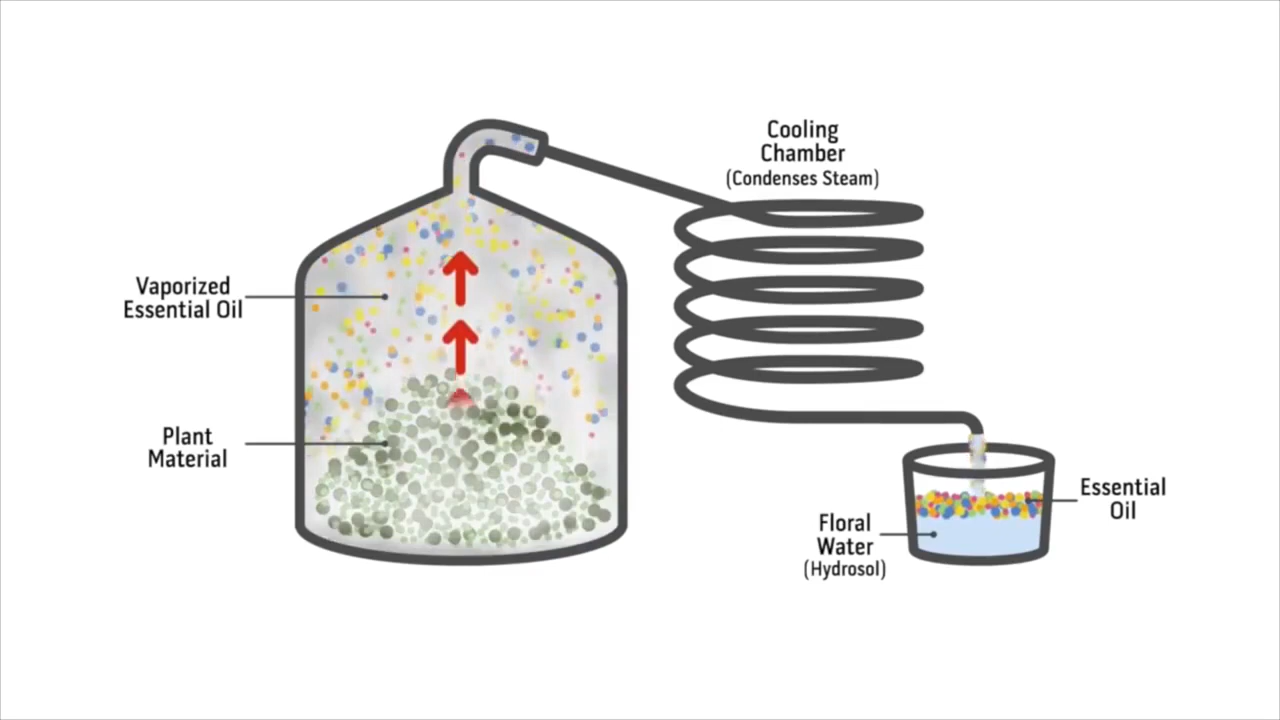 Cooling
Chamber
(Condenses Steam)
Vaporized
Essential Oil
Plant
Material
Essential
Oil
Floral
Water
(Hydrosol)